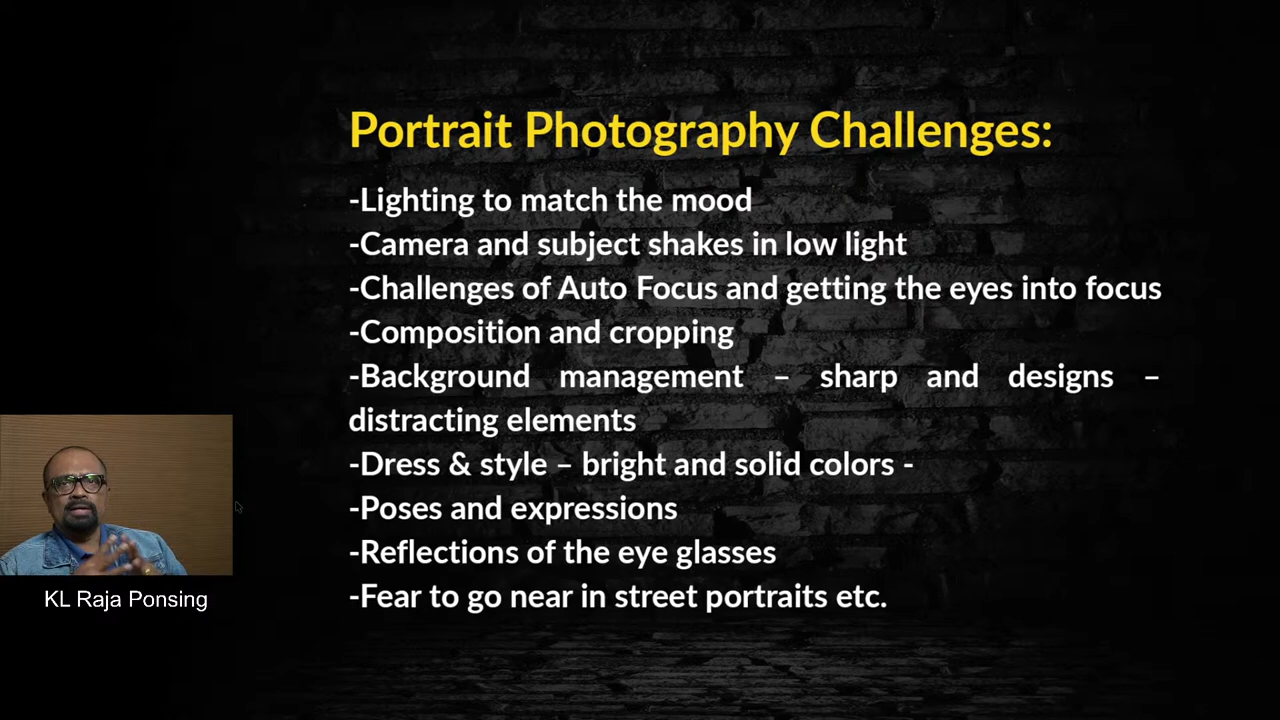 Portrait Photography Challenges:
-Lighting to match the mood
-Camera and subject shakes in low light
-Challenges of Auto Focus and getting the eyes into focus
-Composition and cropping
-Background management – sharp and designs –
distracting elements
-Dress & style – bright and solid colors -
-Poses and expressions
-Reflections of the eye glasses
-Fear to go near in street portraits etc.
KL Raja Ponsing